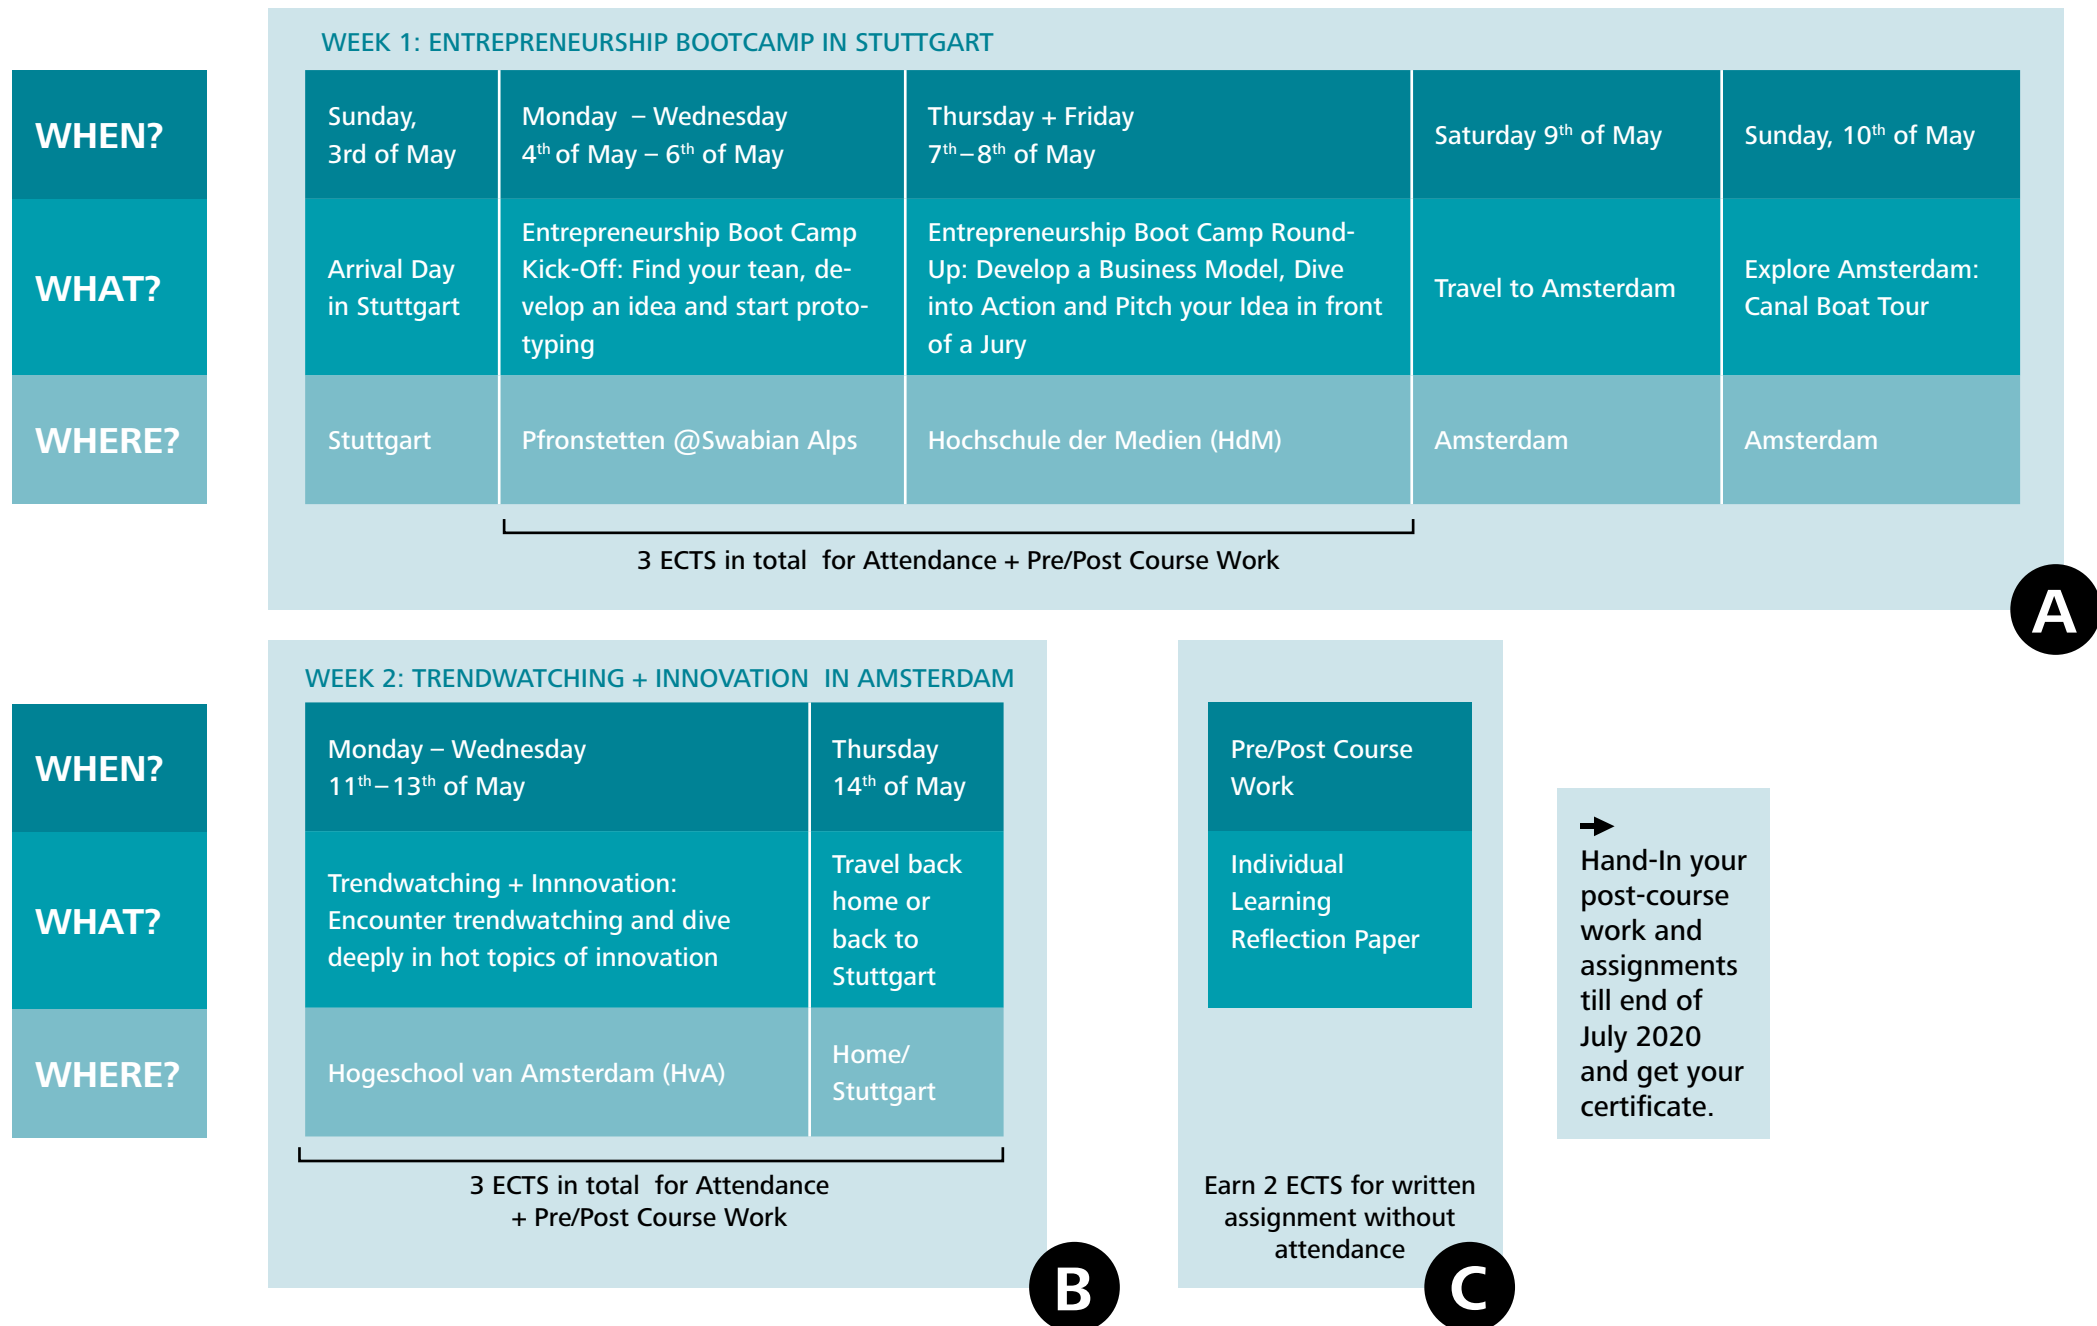 WEEK 1: ENTREPRENEURSHIP BOOTCAMP IN STUTTGART
WHEN?
Sunday,
3rd of May
Monday – Wednesday
4th of May – 6th of May
Thursday + Friday
7th – 8th of May
Saturday 9th of May
Sunday, 10th of May
WHAT?
Arrival Day
in Stuttgart
Entrepreneurship Boot Camp
Kick-Off: Find your tean, de-
velop an idea and start proto-
typing
Entrepreneurship Boot Camp Round-
Up: Develop a Business Model, Dive
into Action and Pitch your Idea in front
of a Jury
Travel to Amsterdam
Explore Amsterdam:
Canal Boat Tour
WHERE?
Stuttgart
Pfronstetten @Swabian Alps
Hochschule der Medien (HdM)
Amsterdam
Amsterdam
3 ECTS in total for Attendance + Pre/Post Course Work
A
WEEK 2: TRENDWATCHING + INNOVATION IN AMSTERDAM
WHEN?
Monday – Wednesday
11th – 13th of May
Thursday
14th of May
WHAT?
Trendwatching + Innnovation:
Encounter trendwatching and dive
deeply in hot topics of innovation
Travel back
home or
back to
Stuttgart
WHERE?
Hogeschool van Amsterdam (HvA)
Home/
Stuttgart
3 ECTS in total for Attendance
+ Pre/Post Course Work
B
Pre/Post Course
Work
Individual
Learning
Reflection Paper
Earn 2 ECTS for written
assignment without
attendance
C
Hand-In your
post-course
work and
assignments
till end of
July 2020
and get your
certificate.